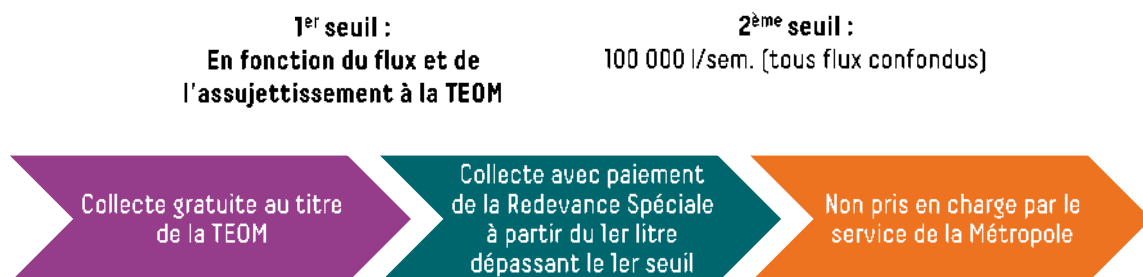 1er seuil :
En fonction du flux et de
l'assujettissement à la TEOM
2ème seuil :
100 000 l/sem. (tous flux confondus)
Collecte gratuite au titre
de la TEOM
Collecte avec paiement
de la Redevance Spéciale
à partir du 1er litre
dépassant le 1er seuil
Non pris en charge par le
service de la Métropole